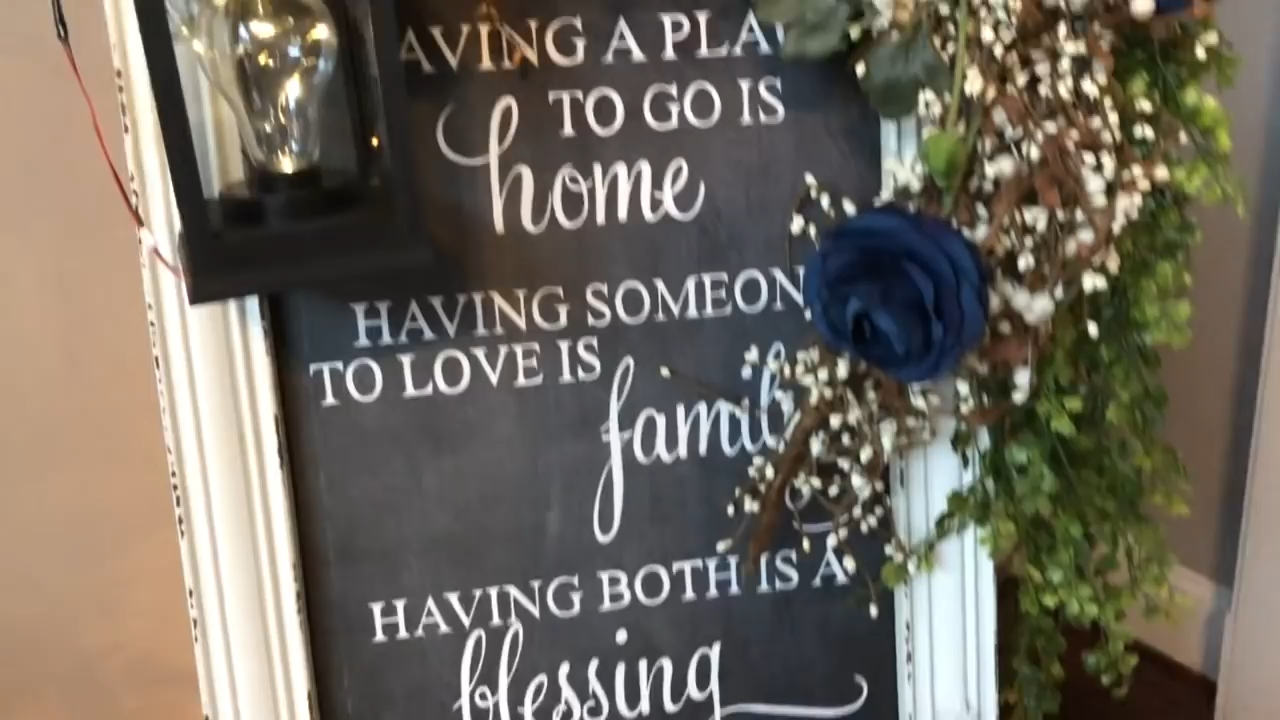 AVING A PLA
TO GO IS
home
HAVING SOMEON
TO LOVE IS
famil
HAVING BOTH IS A
blessing